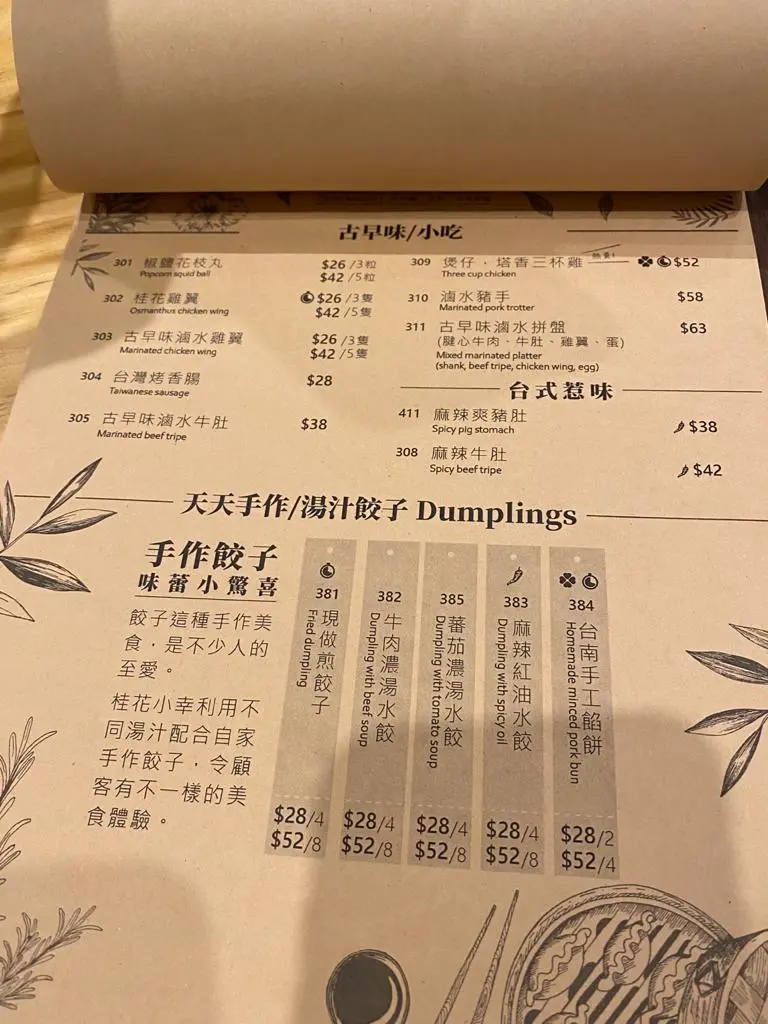 古早味/小吃
301 椒鹽花枝丸 $26 /3粒
Popcorn squid ball $42 /5粒
302 桂花雞翼 $26 /3隻
Osmanthus chicken wing $42 /5隻
303 古早味滷水雞翼 $26 /3隻
Marinated chicken wing $42 /5隻
304 台灣烤香腸 $28
Taiwanese sausage
305 古早味滷水牛肚 $38
Marinated beef tripe
309 煲仔．塔香三杯雞 $52
Three cup chicken
310 滷水豬手 $58
Marinated pork trotter
311 古早味滷水拼盤 $63
(腱心牛肉、牛肚、雞翼、蛋)
Mixed marinated platter
(shank, beef tripe, chicken wing, egg)
台式惹味
411 麻辣爽豬肚 $38
Spicy pig stomach
308 麻辣牛肚 $42
Spicy beef tripe
天天手作/湯汁餃子 Dumplings
手作餃子
味蕾小驚喜
餃子這種手作美
食，是不少人的
至愛。
桂花小幸利用不
同湯汁配合自家
手作餃子，令顧
客有不一樣的美
食體驗。
381
現做煎餃子
Fried dumpling
$28/4
$52/8
382
牛肉濃湯水餃
Dumpling with beef soup
$28/4
$52/8
385
蕃茄濃湯水餃
Dumpling with tomato soup
$28/4
$52/8
383
麻辣紅油水餃
Dumpling with spicy oil
$28/4
$52/8
384
台南手工餡餅
Homemade minced pork bun
$28/2
$52/4